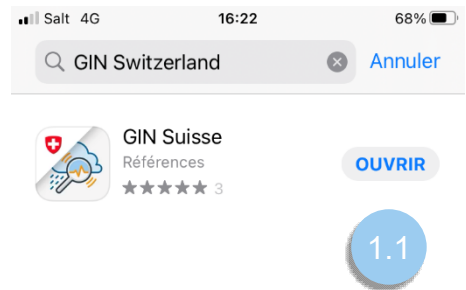 Salt 4G 16:22 68%
GIN Switzerland Annuler
GIN Suisse
Références
3
OUVRIR
1.1